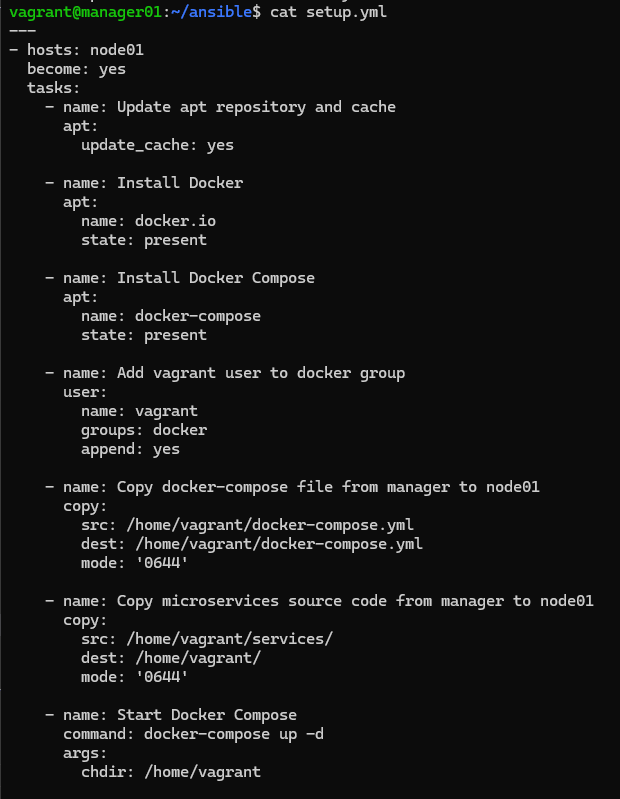 vagrant@manager01:~/ansible$ cat setup.yml
---
- hosts: node01
  become: yes
  tasks:
    - name: Update apt repository and cache
      apt:
        update_cache: yes

    - name: Install Docker
      apt:
        name: docker.io
        state: present

    - name: Install Docker Compose
      apt:
        name: docker-compose
        state: present

    - name: Add vagrant user to docker group
      user:
        name: vagrant
        groups: docker
        append: yes

    - name: Copy docker-compose file from manager to node01
      copy:
        src: /home/vagrant/docker-compose.yml
        dest: /home/vagrant/docker-compose.yml
        mode: '0644'

    - name: Copy microservices source code from manager to node01
      copy:
        src: /home/vagrant/services/
        dest: /home/vagrant/
        mode: '0644'

    - name: Start Docker Compose
      command: docker-compose up -d
      args:
        chdir: /home/vagrant